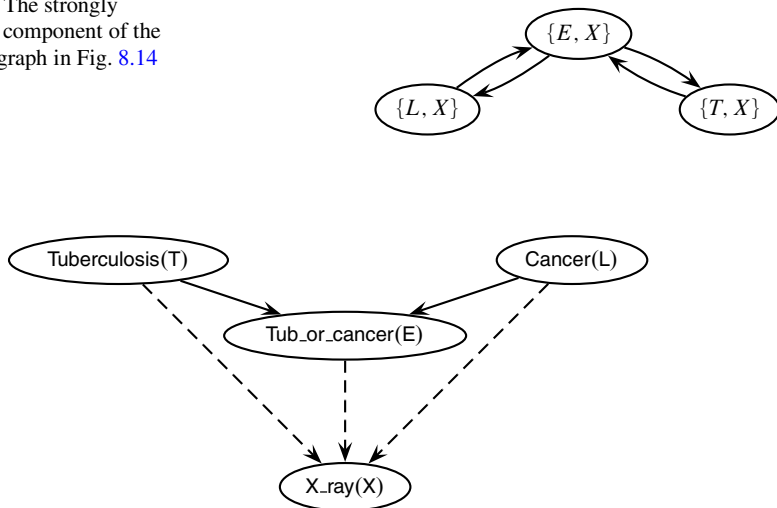 The strongly
component of the
graph in Fig. 8.14
{E, X}
{L, X}
{T, X}
Tuberculosis(T)
Cancer(L)
Tub_or_cancer(E)
X_ray(X)